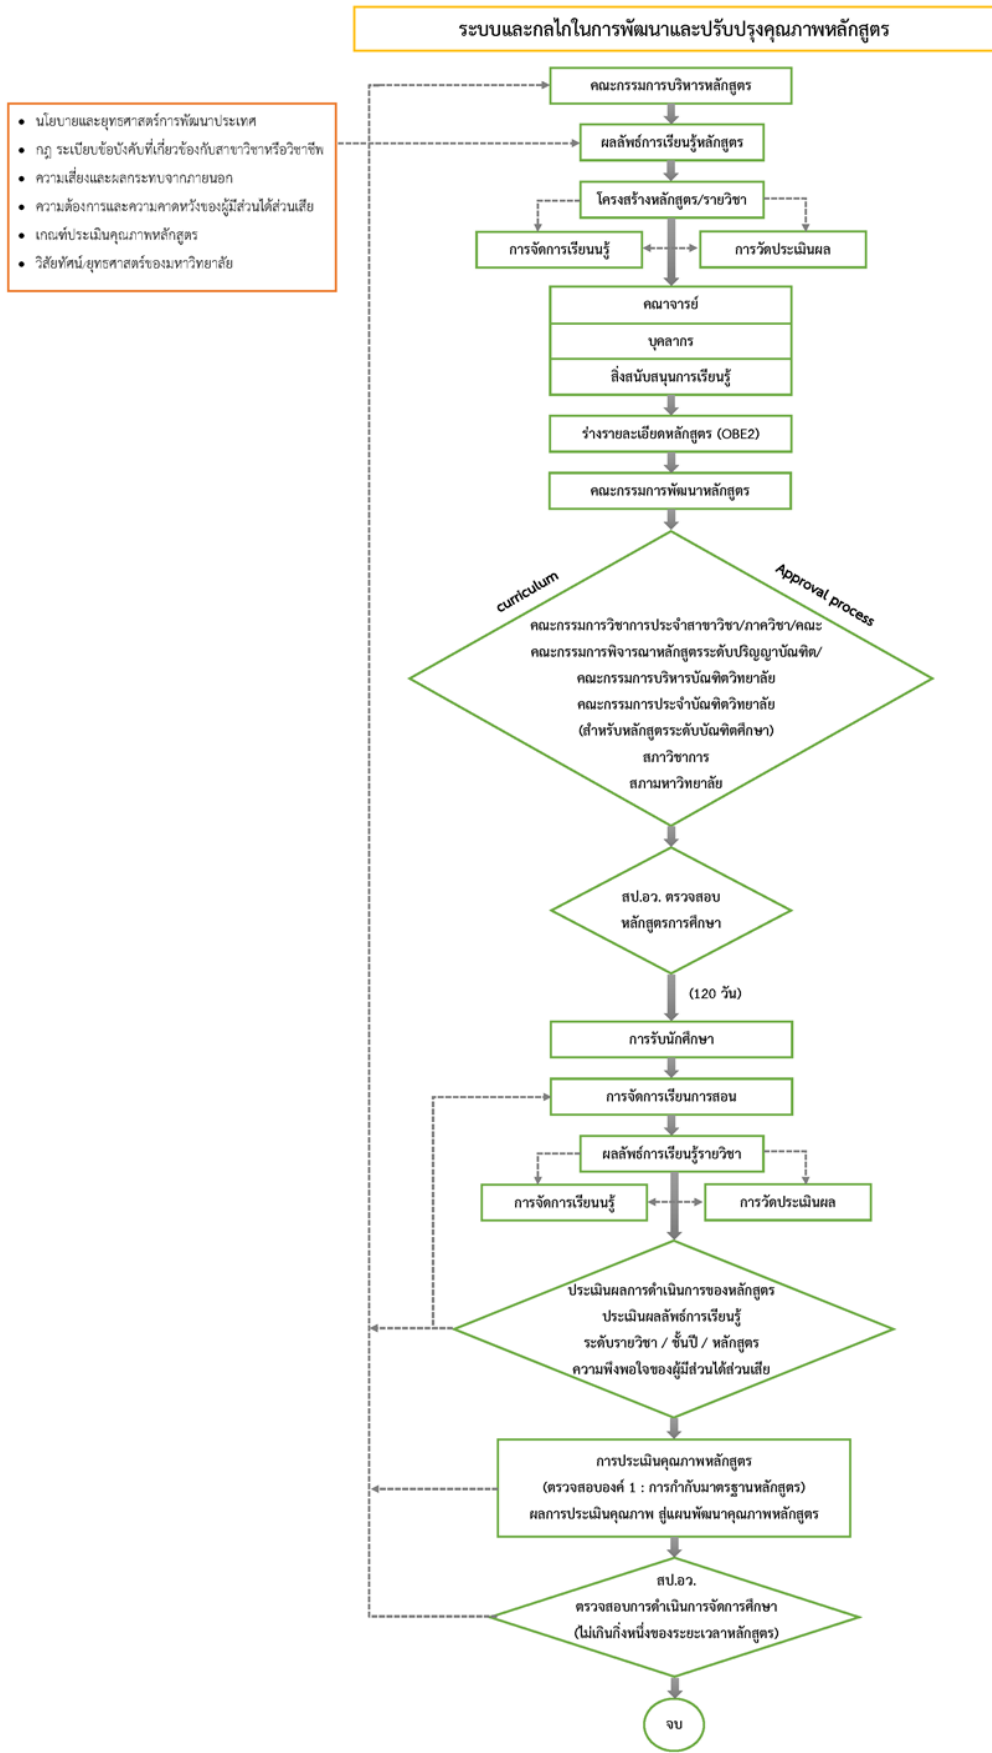 ระบบและกลไกในการพัฒนาและปรับปรุงคุณภาพหลักสูตร
คณะกรรมการบริหารหลักสูตร
• นโยบายและยุทธศาสตร์การพัฒนาประเทศ
• กฎ ระเบียบข้อบังคับที่เกี่ยวข้องกับสาขาวิชาหรือวิชาชีพ
• ความเสี่ยงและผลกระทบจากภายนอก
• ความต้องการและความคาดหวังของผู้มีส่วนได้ส่วนเสีย
• เกณฑ์ประเมินคุณภาพหลักสูตร
• วิสัยทัศน์/ยุทธศาสตร์ของมหาวิทยาลัย
ผลลัพธ์การเรียนรู้หลักสูตร
โครงสร้างหลักสูตร/รายวิชา
การจัดการเรียนนรู้
การวัดประเมินผล
คณาจารย์
บุคลากร
สิ่งสนับสนุนการเรียนรู้
ร่างรายละเอียดหลักสูตร (OBE2)
คณะกรรมการพัฒนาหลักสูตร
curriculum
Approval process
คณะกรรมการวิชาการประจำสาขาวิชา/ภาควิชา/คณะ
คณะกรรมการพิจารณาหลักสูตรระดับปริญญาบัณฑิต/
คณะกรรมการบริหารบัณฑิตวิทยาลัย
คณะกรรมการประจำบัณฑิตวิทยาลัย
(สำหรับหลักสูตรระดับบัณฑิตศึกษา)
สภาวิชาการ
สภามหาวิทยาลัย
สป.อว. ตรวจสอบ
หลักสูตรการศึกษา
(120 วัน)
การรับนักศึกษา
การจัดการเรียนการสอน
ผลลัพธ์การเรียนรู้รายวิชา
การจัดการเรียนนรู้
การวัดประเมินผล
ประเมินผลการดำเนินการของหลักสูตร
ประเมินผลลัพธ์การเรียนรู้
ระดับรายวิชา / ชั้นปี / หลักสูตร
ความพึงพอใจของผู้มีส่วนได้ส่วนเสีย
การประเมินคุณภาพหลักสูตร
(ตรวจสอบองค์ 1 : การกำกับมาตรฐานหลักสูตร)
ผลการประเมินคุณภาพ สู่แผนพัฒนาคุณภาพหลักสูตร
สป.อว.
ตรวจสอบการดำเนินการจัดการศึกษา
(ไม่เกินกึ่งหนึ่งของระยะเวลาหลักสูตร)
จบ